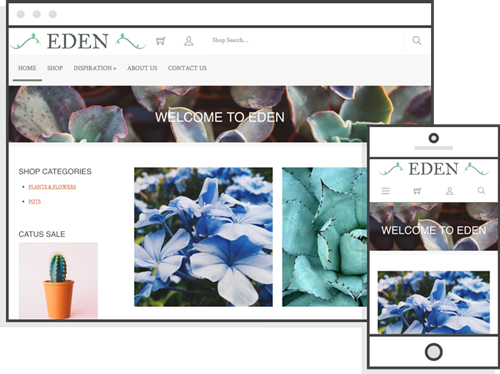 EDEN
Shop Search...
HOME SHOP INSPIRATION » ABOUT US CONTACT US
WELCOME TO EDEN
SHOP CATEGORIES
PLANTS & FLOWERS
POTS
CATUS SALE
EDEN
WELCOME TO EDEN